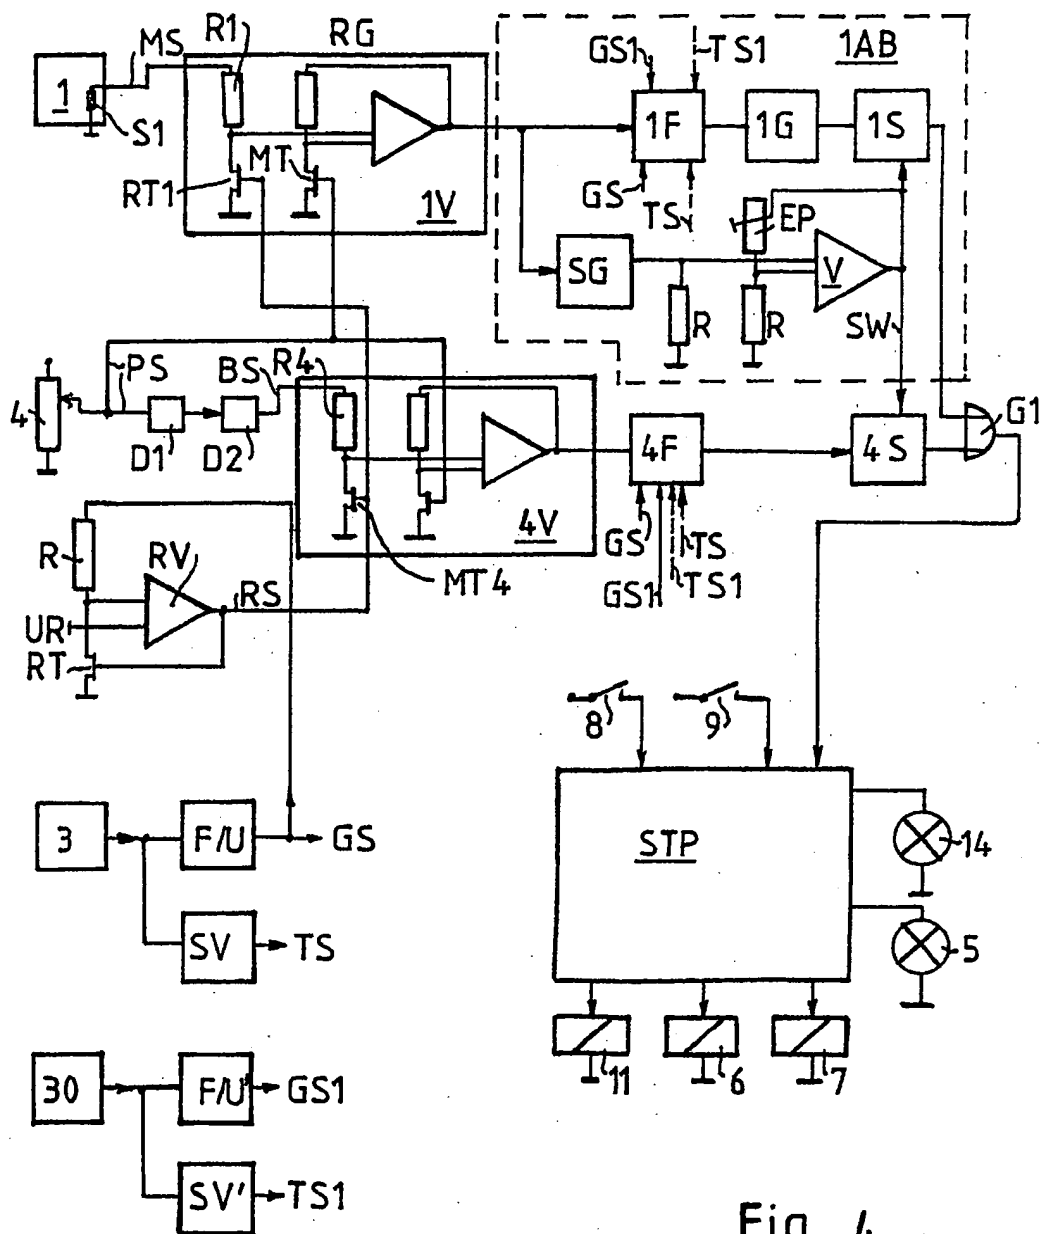 R1
RG
MS
1
S1
RT1
MT
1V
GS1
TS1
1AB
1F
1G
1S
GS
TS
EP
SG
V
R
R
SW
PS
BS
R4
4
D1
D2
4F
4S
G1
4V
GS
TS
TS1
GS1
MT4
R
RV
RS
UR
RT
8
9
3
F/U
GS
STP
14
SV
TS
5
30
F/U'
GS1
11
6
7
SV'
TS1
Fig. 4